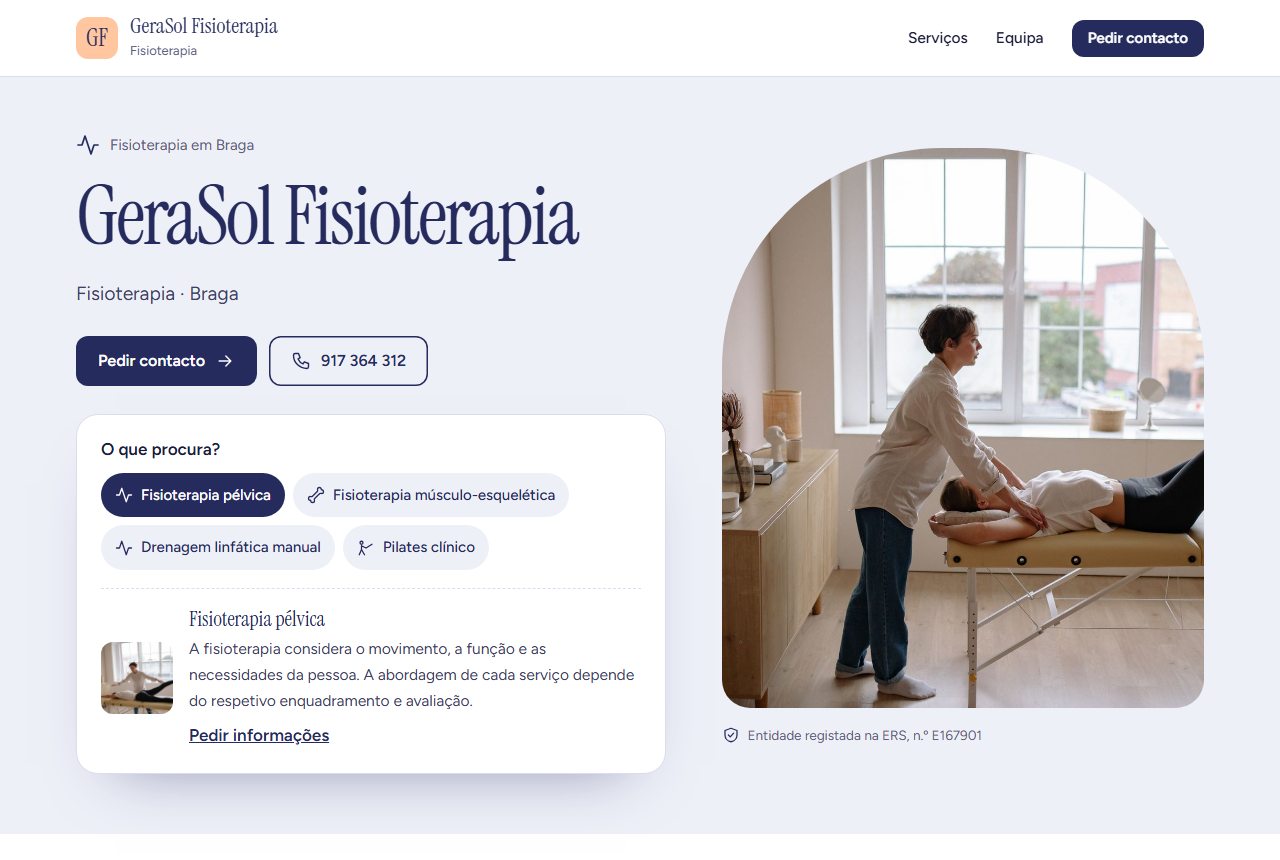 GF
GeraSol Fisioterapia
Fisioterapia
Serviços
Equipa
Pedir contacto
Fisioterapia em Braga
GeraSol Fisioterapia
Fisioterapia · Braga
Pedir contacto
917 364 312
O que procura?
Fisioterapia pélvica
Fisioterapia músculo-esquelética
Drenagem linfática manual
Pilates clínico
Fisioterapia pélvica
A fisioterapia considera o movimento, a função e as
necessidades da pessoa. A abordagem de cada serviço depende
do respetivo enquadramento e avaliação.
Pedir informações
Entidade registada na ERS, n.º E167901